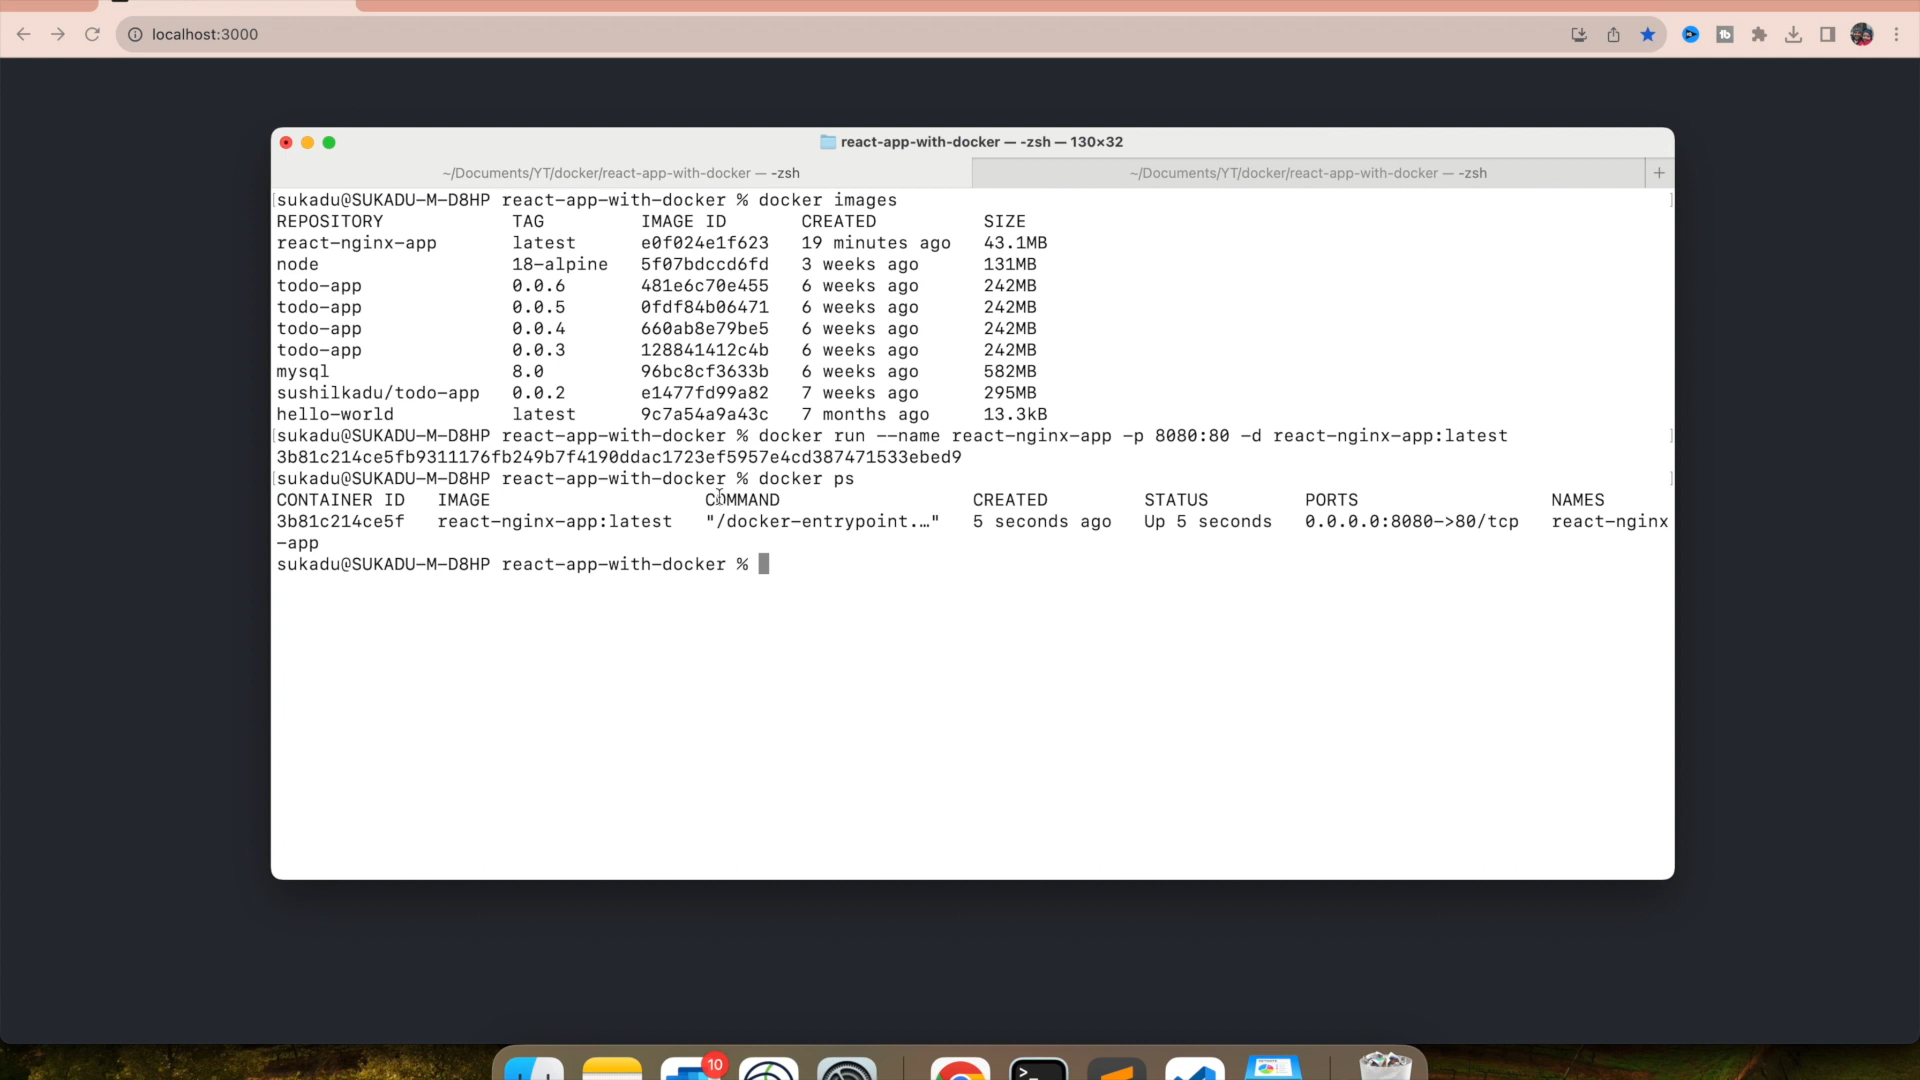 localhost:3000
react-app-with-docker — -zsh — 130×32
~/Documents/YT/docker/react-app-with-docker — -zsh
~/Documents/YT/docker/react-app-with-docker — -zsh
sukadu@SUKADU-M-D8HP react-app-with-docker % docker images
REPOSITORY TAG IMAGE ID CREATED SIZE
react-nginx-app latest e0f024e1f623 19 minutes ago 43.1MB
node 18-alpine 5f07bdccd6fd 3 weeks ago 131MB
todo-app 0.0.6 481e6c70e455 6 weeks ago 242MB
todo-app 0.0.5 0fdf84b06471 6 weeks ago 242MB
todo-app 0.0.4 660ab8e79be5 6 weeks ago 242MB
todo-app 0.0.3 128841412c4b 6 weeks ago 242MB
mysql 8.0 96bc8cf3633b 6 weeks ago 582MB
sushilkadu/todo-app 0.0.2 e1477fd99a82 7 weeks ago 295MB
hello-world latest 9c7a54a9a43c 7 months ago 13.3kB
sukadu@SUKADU-M-D8HP react-app-with-docker % docker run --name react-nginx-app -p 8080:80 -d react-nginx-app:latest
3b81c214ce5fb9311176fb249b7f4190ddac1723ef5957e4cd387471533ebed9
sukadu@SUKADU-M-D8HP react-app-with-docker % docker ps
CONTAINER ID IMAGE COMMAND CREATED STATUS PORTS NAMES
3b81c214ce5f react-nginx-app:latest "/docker-entrypoint.…" 5 seconds ago Up 5 seconds 0.0.0.0:8080->80/tcp react-nginx
-app
sukadu@SUKADU-M-D8HP react-app-with-docker %
10